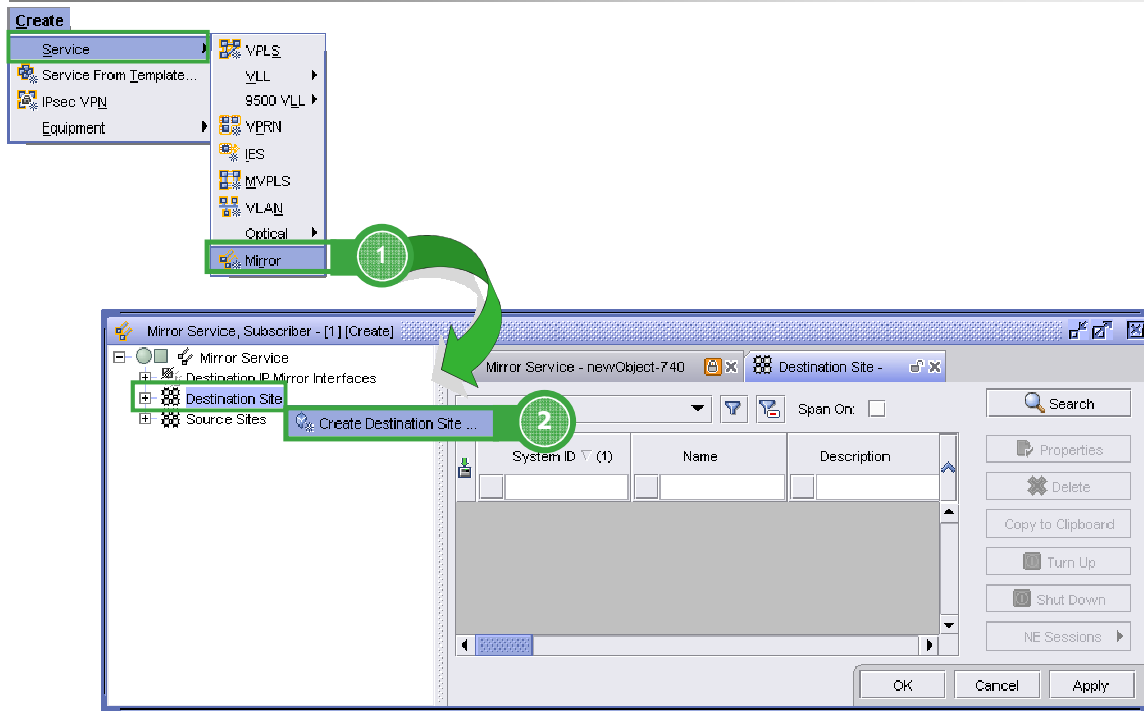 Create
Service
Service From Template...
IPsec VPN
Equipment
VPLS
VLL
9500 VLL
VPRN
IES
MVPLS
VLAN
Optical
Mirror
1
Mirror Service, Subscriber - [1] [Create]
Mirror Service
Destination IP Mirror Interfaces
Destination Site
Source Sites
Create Destination Site ...
2
Mirror Service - newObject-740
Destination Site -
Span On:
System ID (1)
Name
Description
Search
Properties
Delete
Copy to Clipboard
Turn Up
Shut Down
NE Sessions
OK
Cancel
Apply